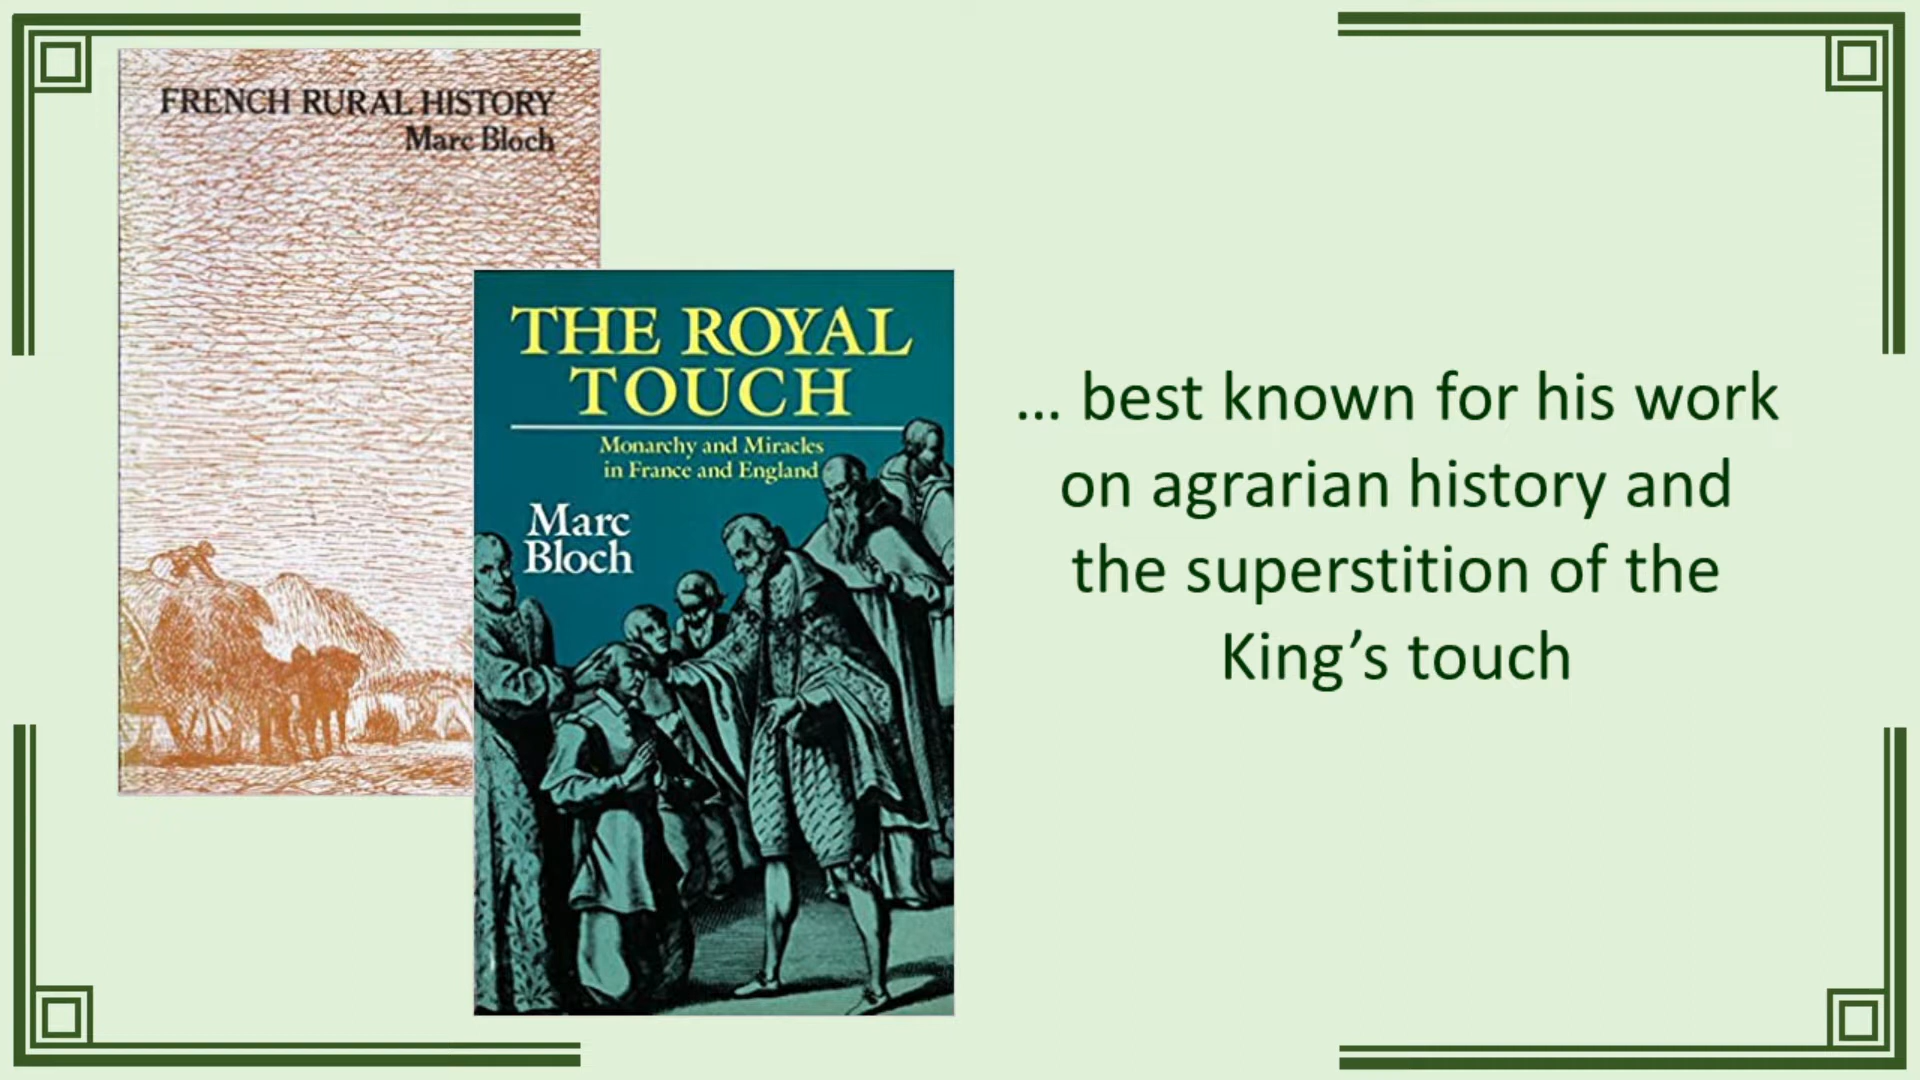 FRENCH RURAL HISTORY
Marc Bloch
THE ROYAL
TOUCH
Monarchy and Miracles
in France and England
Marc
Bloch
... best known for his work
on agrarian history and
the superstition of the
King’s touch